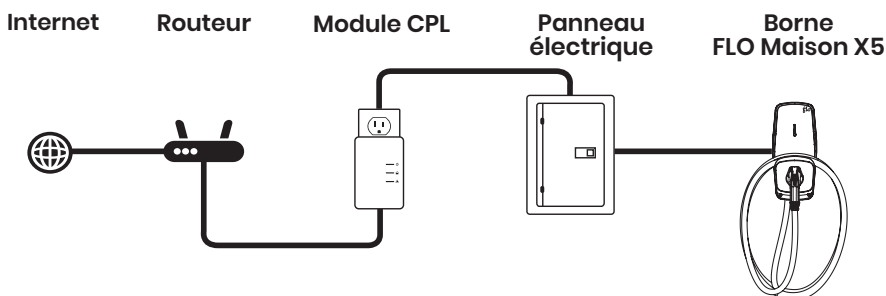 Internet
Routeur
Module CPL
Panneau
électrique
Borne
FLO Maison X5